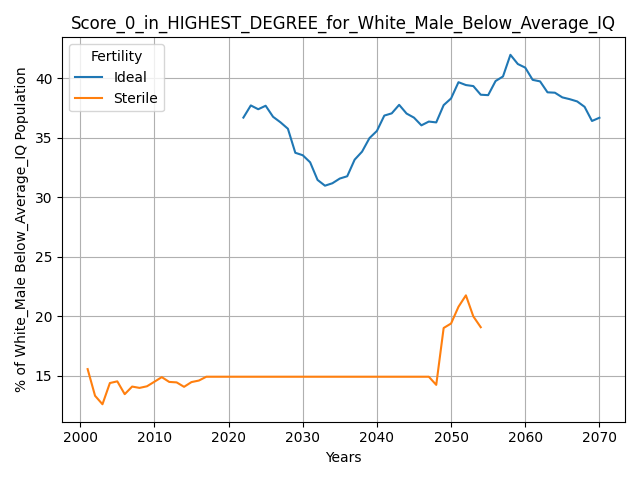 Score_0_in_HIGHEST_DEGREE_for_White_Male_Below_Average_IQ
Fertility
Ideal
Sterile
% of White_Male Below_Average_IQ Population
40
35
30
25
20
15
2000 2010 2020 2030 2040 2050 2060 2070
Years